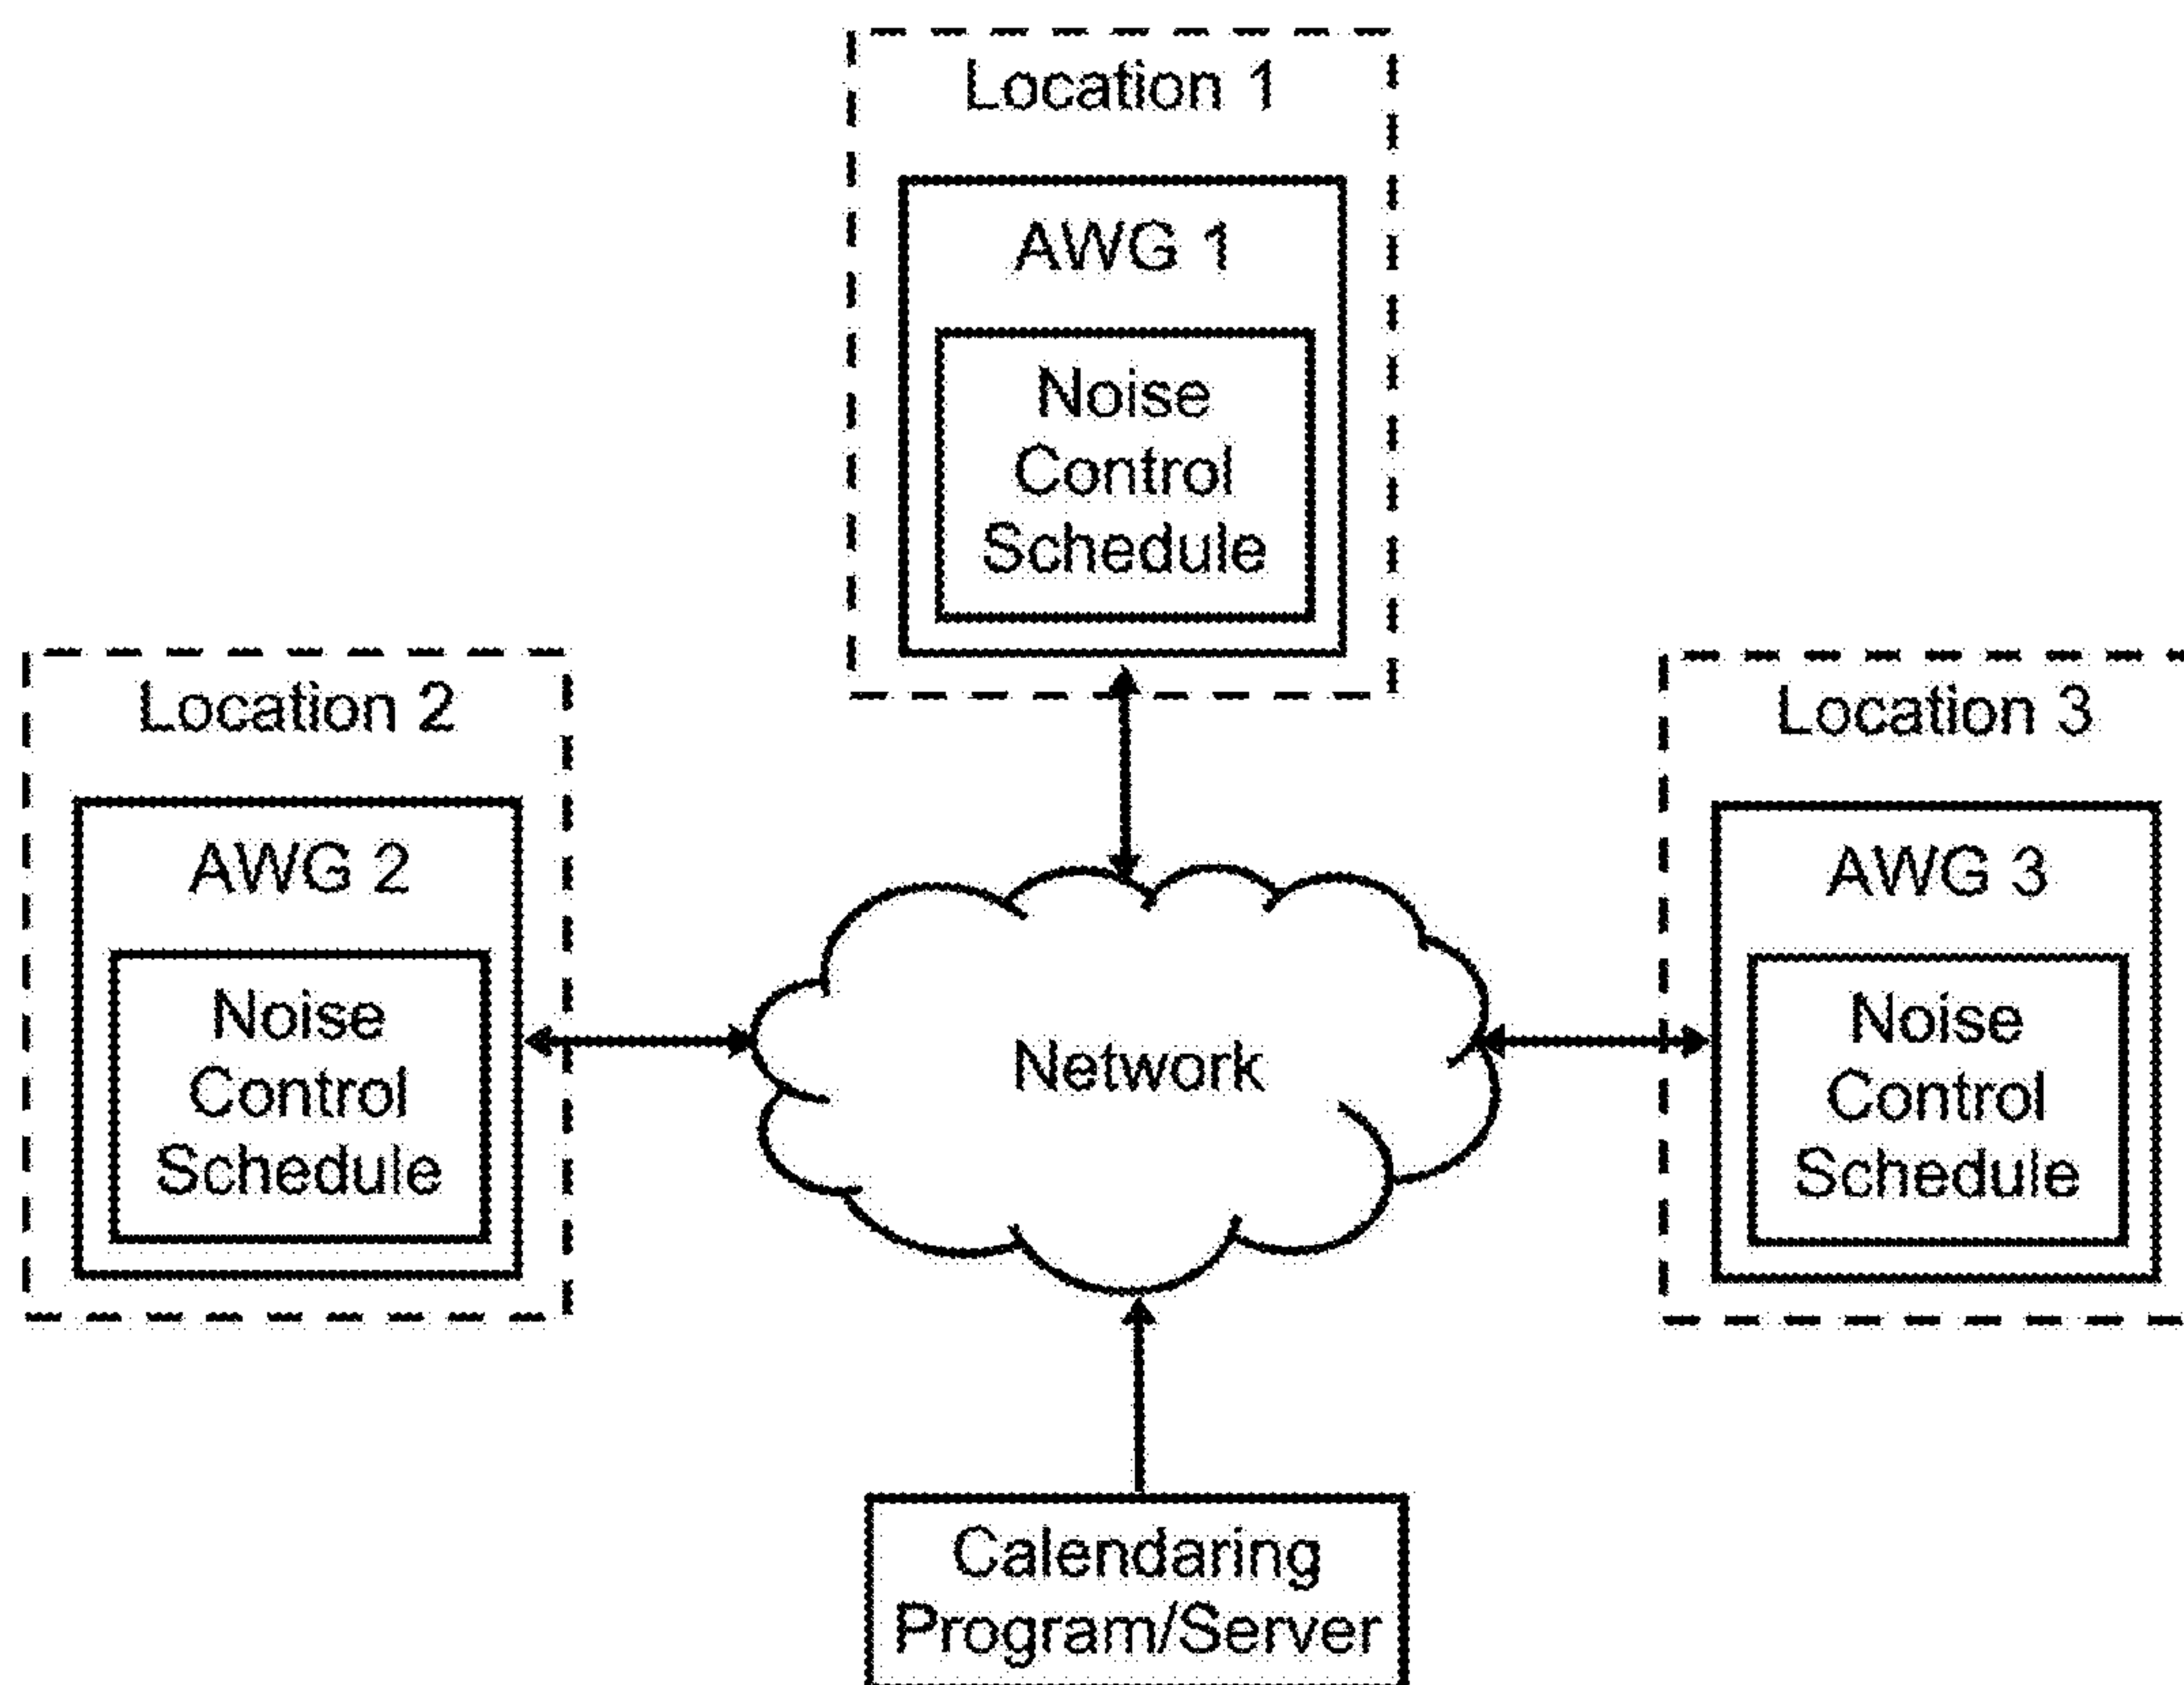 Location 1
AWG 1
Noise
Control
Schedule
Location 2
AWG 2
Noise
Control
Schedule
Network
Location 3
AWG 3
Noise
Control
Schedule
Calendaring
Program/Server